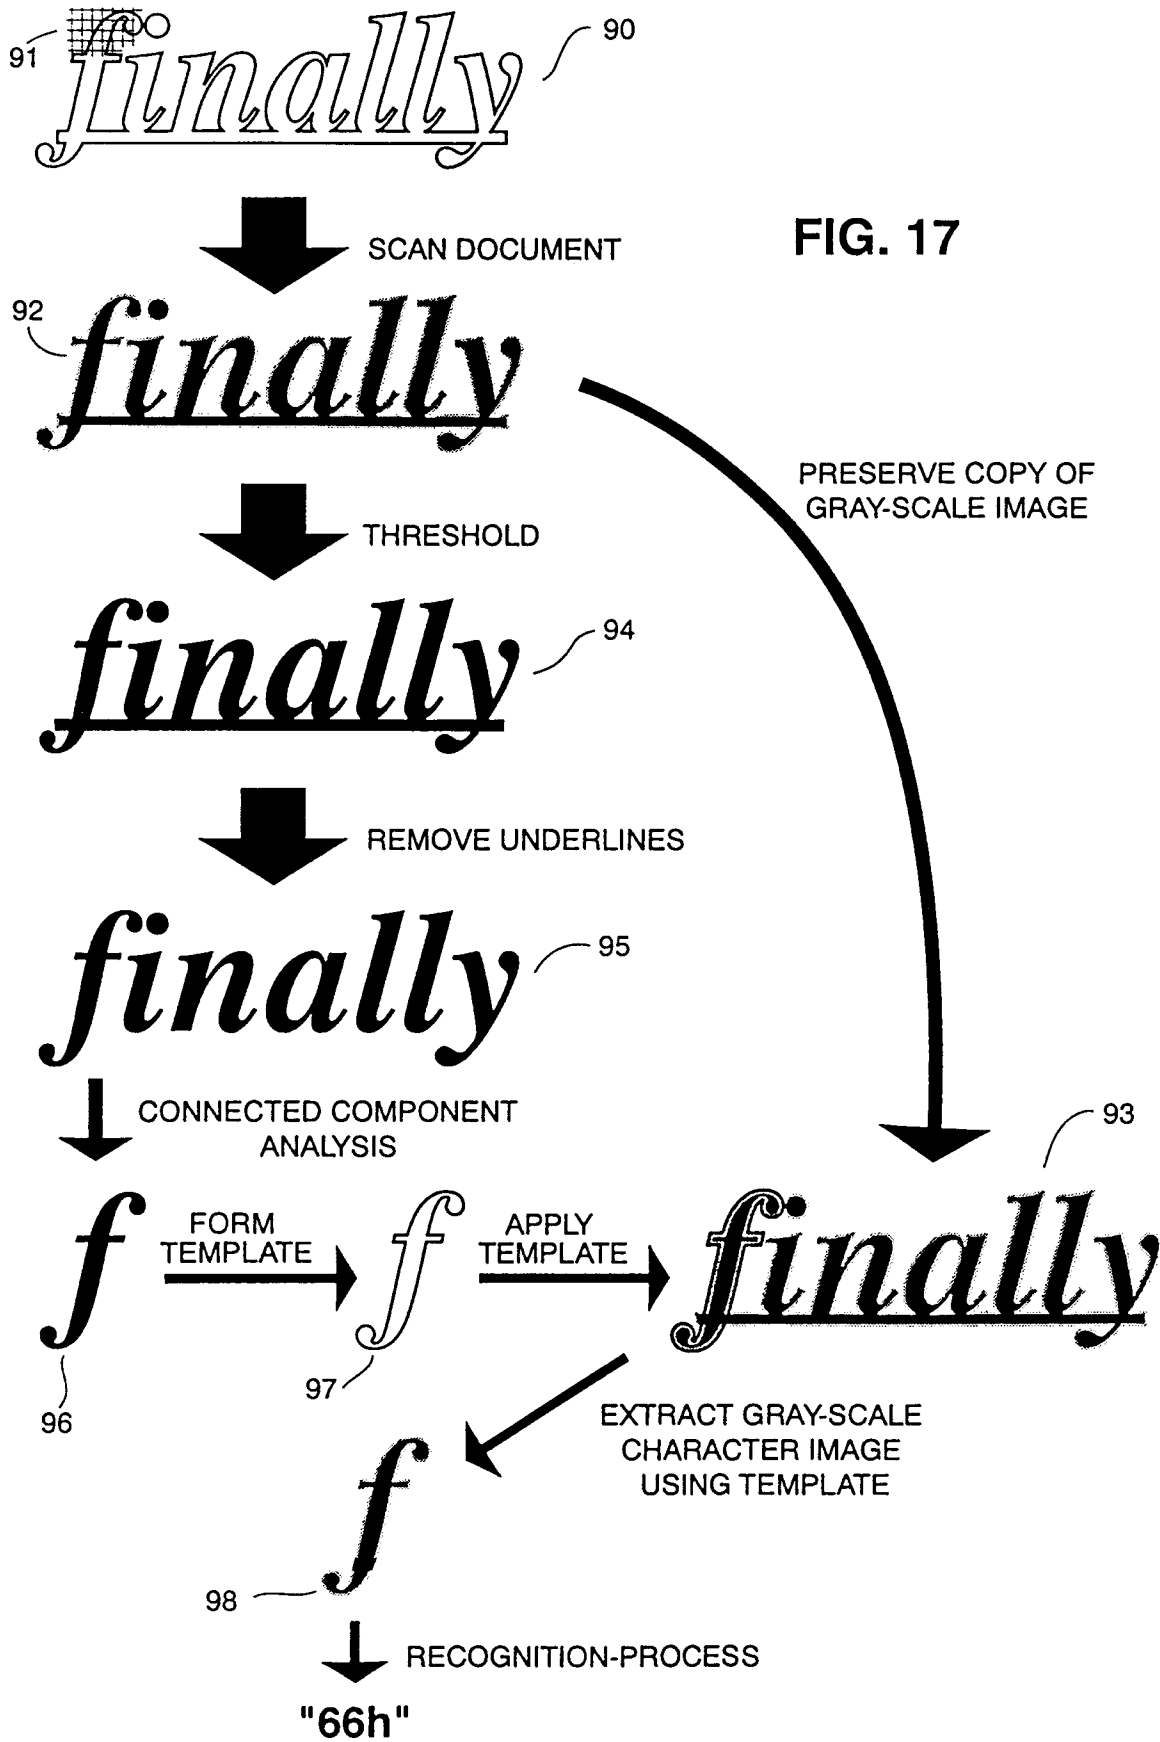 91
finally
90
FIG. 17
SCAN DOCUMENT
92
finally
PRESERVE COPY OF
GRAY-SCALE IMAGE
THRESHOLD
finally
94
REMOVE UNDERLINES
finally
95
CONNECTED COMPONENT
ANALYSIS
93
f
FORM
TEMPLATE
f
APPLY
TEMPLATE
finally
96
97
EXTRACT GRAY-SCALE
CHARACTER IMAGE
USING TEMPLATE
f
98
RECOGNITION-PROCESS
"66h"